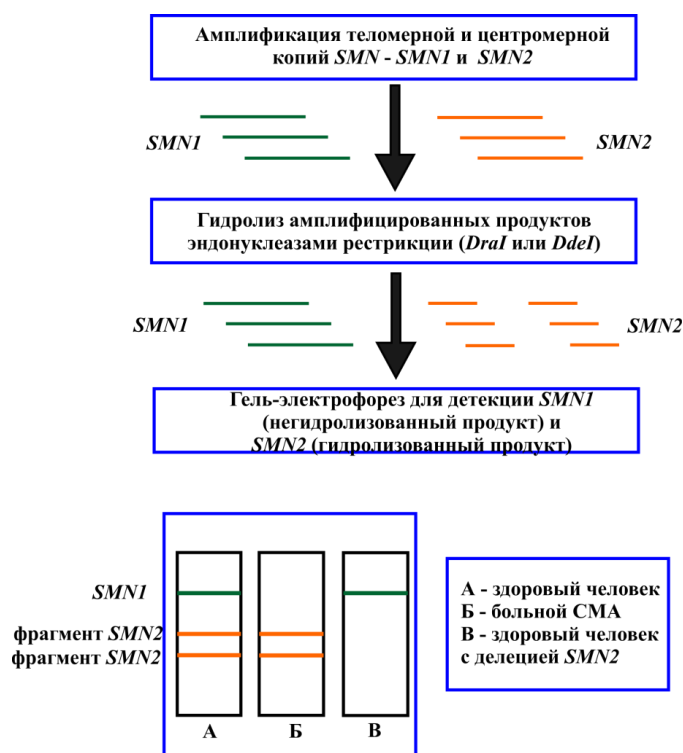 Амплификация теломерной и центромерной
копий SMN - SMN1 и SMN2
SMN1
SMN2
Гидролиз амплифицированных продуктов
эндонуклеазами рестрикции (DraI или DdeI)
SMN1
SMN2
Гель-электрофорез для детекции SMN1
(негидролизованный продукт) и
SMN2 (гидролизованный продукт)
SMN1
фрагмент SMN2
фрагмент SMN2
А
Б
В
А - здоровый человек
Б - больной СМА
В - здоровый человек
с делецией SMN2